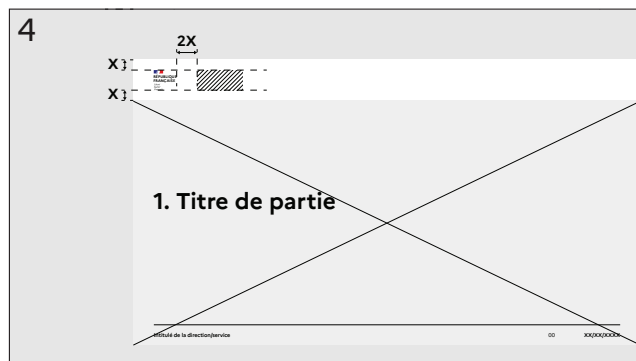 4
2X
X
RÉPUBLIQUE
FRANÇAISE
X
1. Titre de partie
Intitulé de la direction/service 00 XX/XX/XXXX